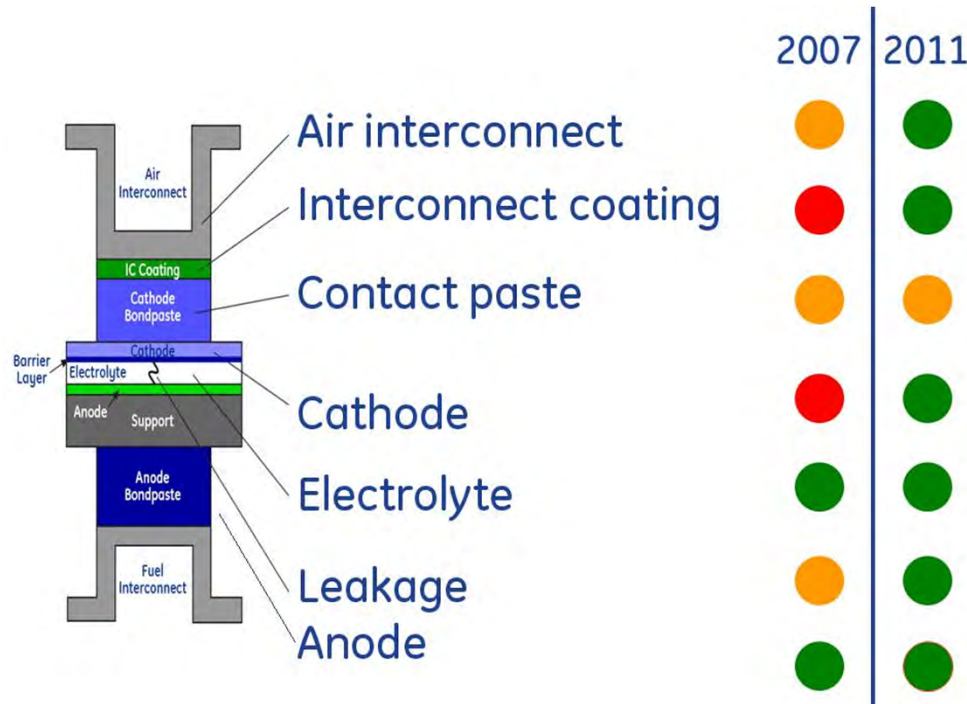 2007 2011
Air interconnect
Interconnect coating
Contact paste
Cathode
Electrolyte
Leakage
Anode
Air
Interconnect
IC Coating
Cathode
Bondpaste
Cathode
Barrier
Layer
Electrolyte
Anode
Support
Anode
Bondpaste
Fuel
Interconnect